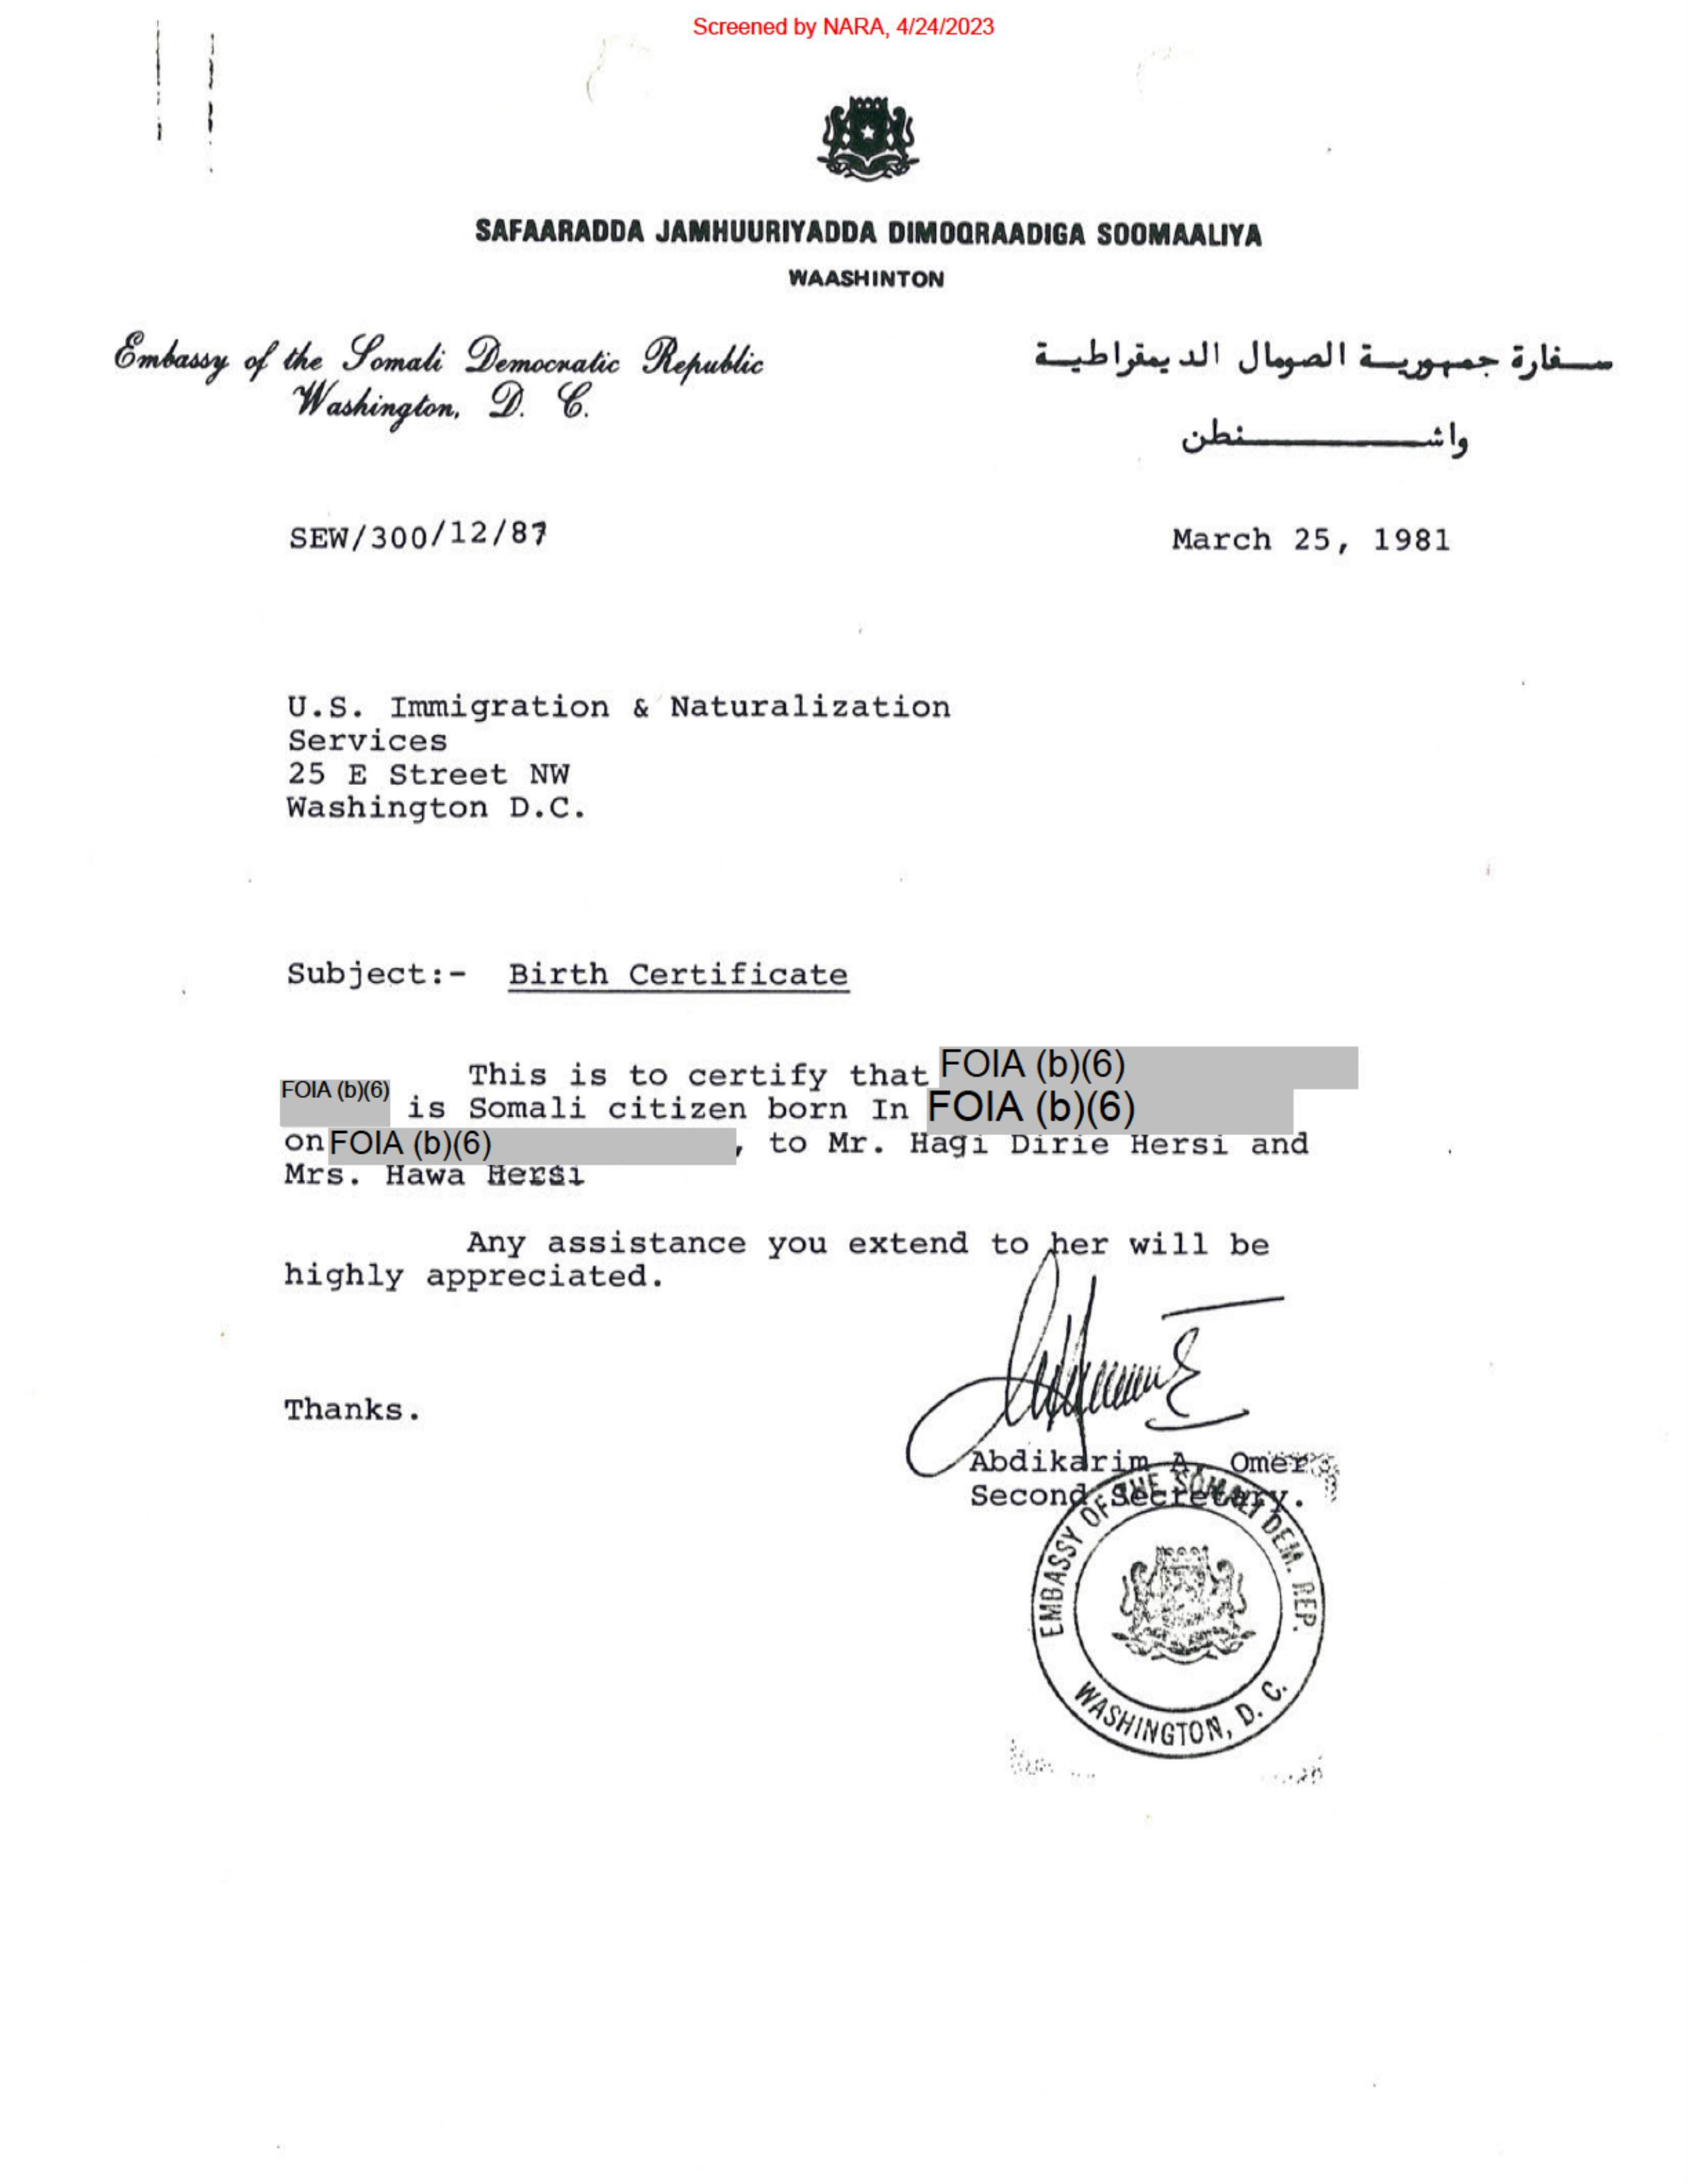 Screened by NARA, 4/24/2023
SAFAARADDA JAMHUURIYADDA DIMOQRAADIGA SOOMAALIYA
WAASHINTON
Embassy of the Somali Democratic Republic
Washington, D. C.
سفارة جمهورية الصومال الديمقراطية
واشنطن
SEW/300/12/87
March 25, 1981
U.S. Immigration & Naturalization
Services
25 E Street NW
Washington D.C.
Subject:- Birth Certificate
This is to certify that FOIA (b)(6)
FOIA (b)(6) is Somali citizen born In FOIA (b)(6)
on FOIA (b)(6) , to Mr. Hagi Dirie Hersi and
Mrs. Hawa Hersi
Any assistance you extend to her will be
highly appreciated.
Thanks.
Abdikarim A. Omer
Second Secretary.
EMBASSY OF THE SOMALI DEM. REP.
WASHINGTON, D. C.